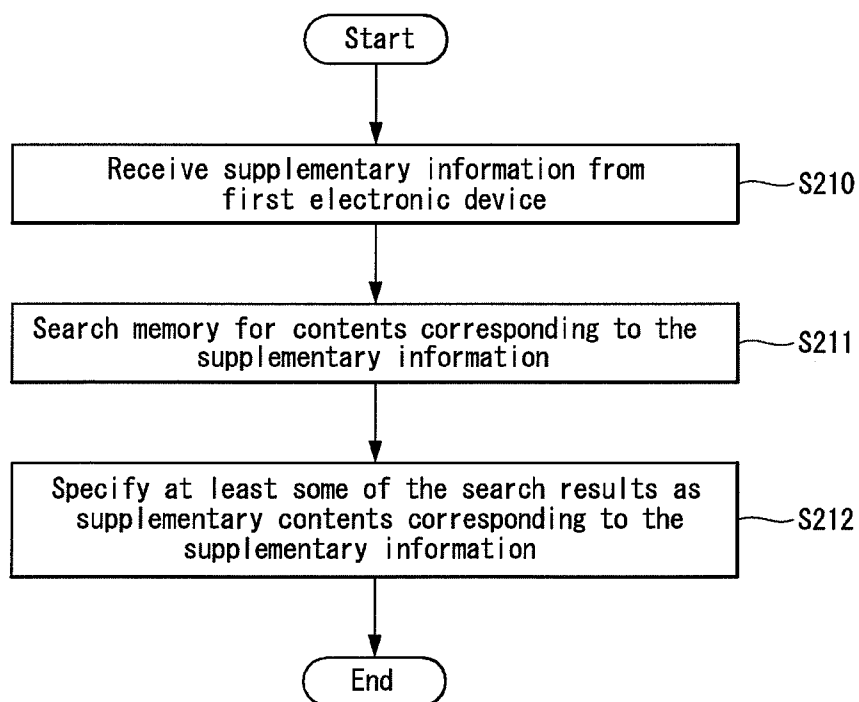 Start
Receive supplementary information from
first electronic device
S210
Search memory for contents corresponding to the
supplementary information
S211
Specify at least some of the search results as
supplementary contents corresponding to the
supplementary information
S212
End